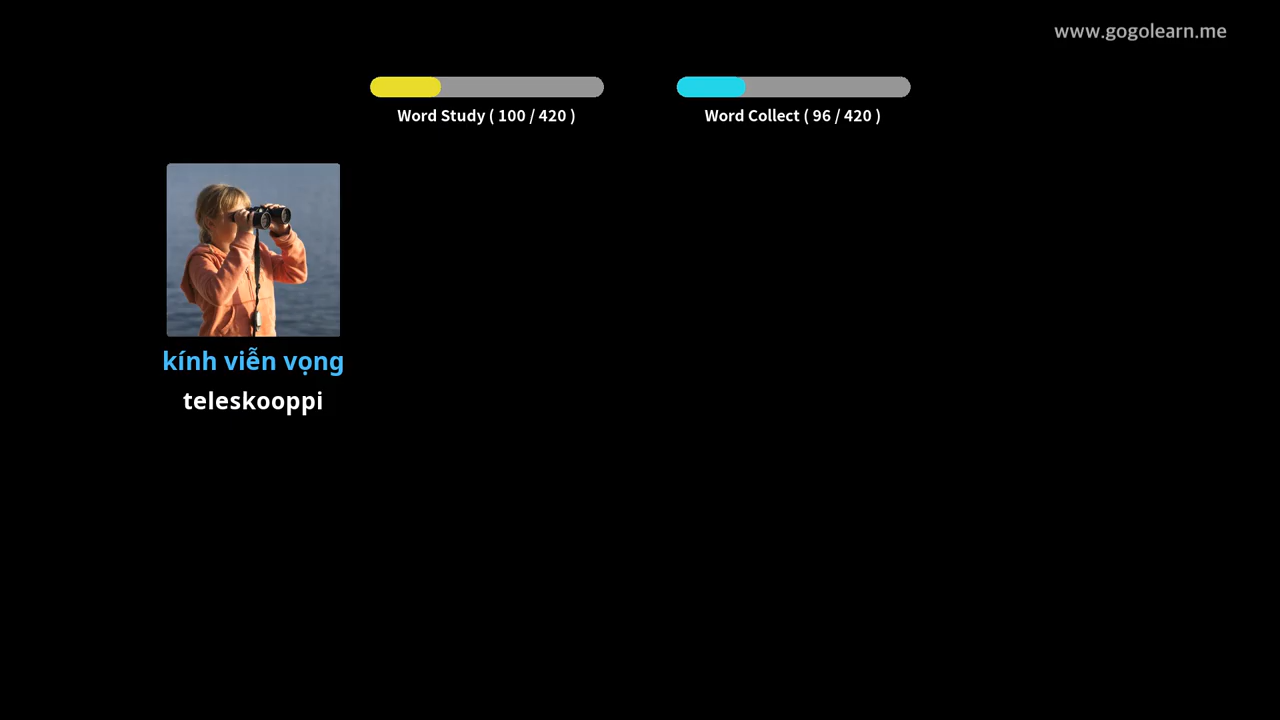 www.gogolearn.me
Word Study ( 100 / 420 )
Word Collect ( 96 / 420 )
kính viễn vọng
teleskooppi